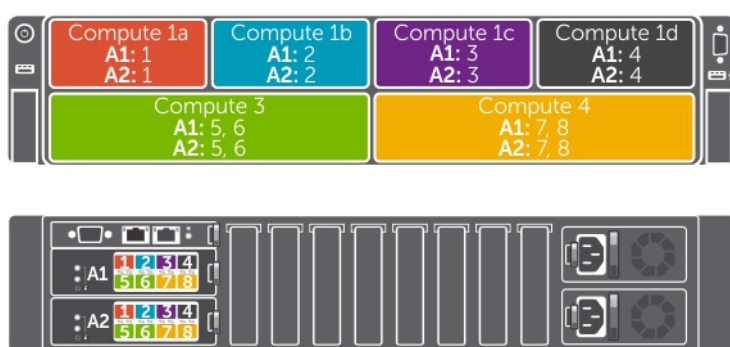 Compute 1a
A1: 1
A2: 1
Compute 1b
A1: 2
A2: 2
Compute 1c
A1: 3
A2: 3
Compute 1d
A1: 4
A2: 4
Compute 3
A1: 5, 6
A2: 5, 6
Compute 4
A1: 7, 8
A2: 7, 8
A1
1 2 3 4
5 6 7 8
A2
1 2 3 4
5 6 7 8